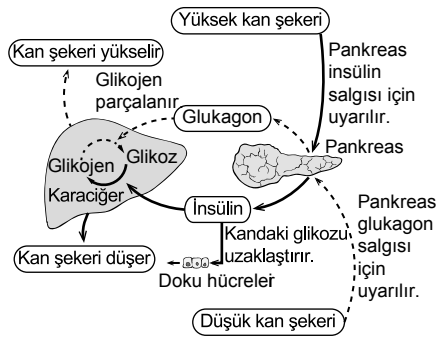 Yüksek kan şekeri
Kan şekeri yükselir
Pankreas
insülin
salgısı için
uyarılır.
Glikojen
parçalanır
Glukagon
Pankreas
Glikojen
Glikoz
Karaciğer
İnsülin
Pankreas
glukagon
salgısı
için
uyarılır.
Kandaki glikozu
uzaklaştırır.
Kan şekeri düşer
Doku hücreleri
Düşük kan şekeri